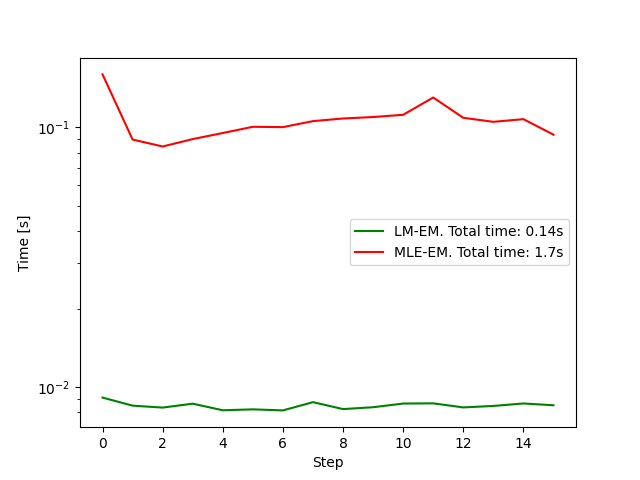 10⁻¹
10⁻²
Time [s]
LM-EM. Total time: 0.14s
MLE-EM. Total time: 1.7s
0 2 4 6 8 10 12 14
Step